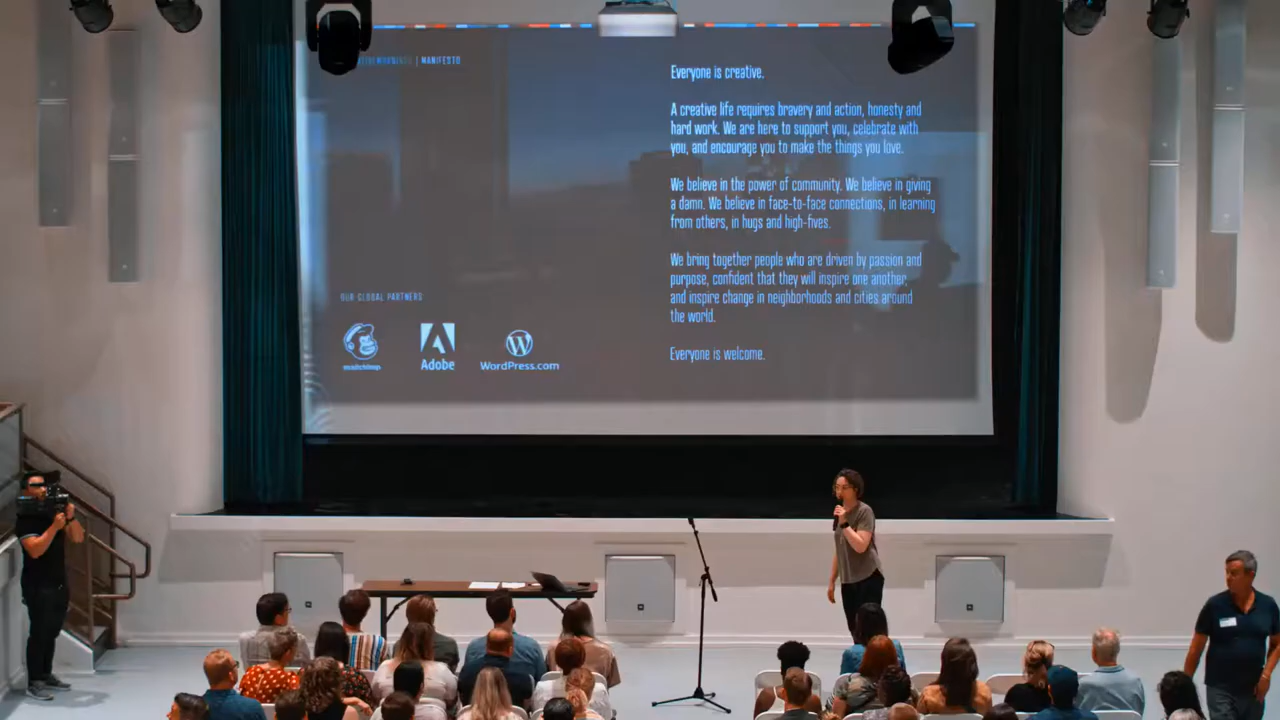 | MANIFESTO
Everyone is creative.
A creative life requires bravery and action, honesty and
hard work. We are here to support you, celebrate with
you, and encourage you to make the things you love.
We believe in the power of community. We believe in giving
a damn. We believe in face-to-face connections, in learning
from others, in hugs and high-fives.
We bring together people who are driven by passion and
purpose, confident that they will inspire one another,
and inspire change in neighborhoods and cities around
the world.
Everyone is welcome.
OUR GLOBAL PARTNERS
mailchimp
Adobe
WordPress.com